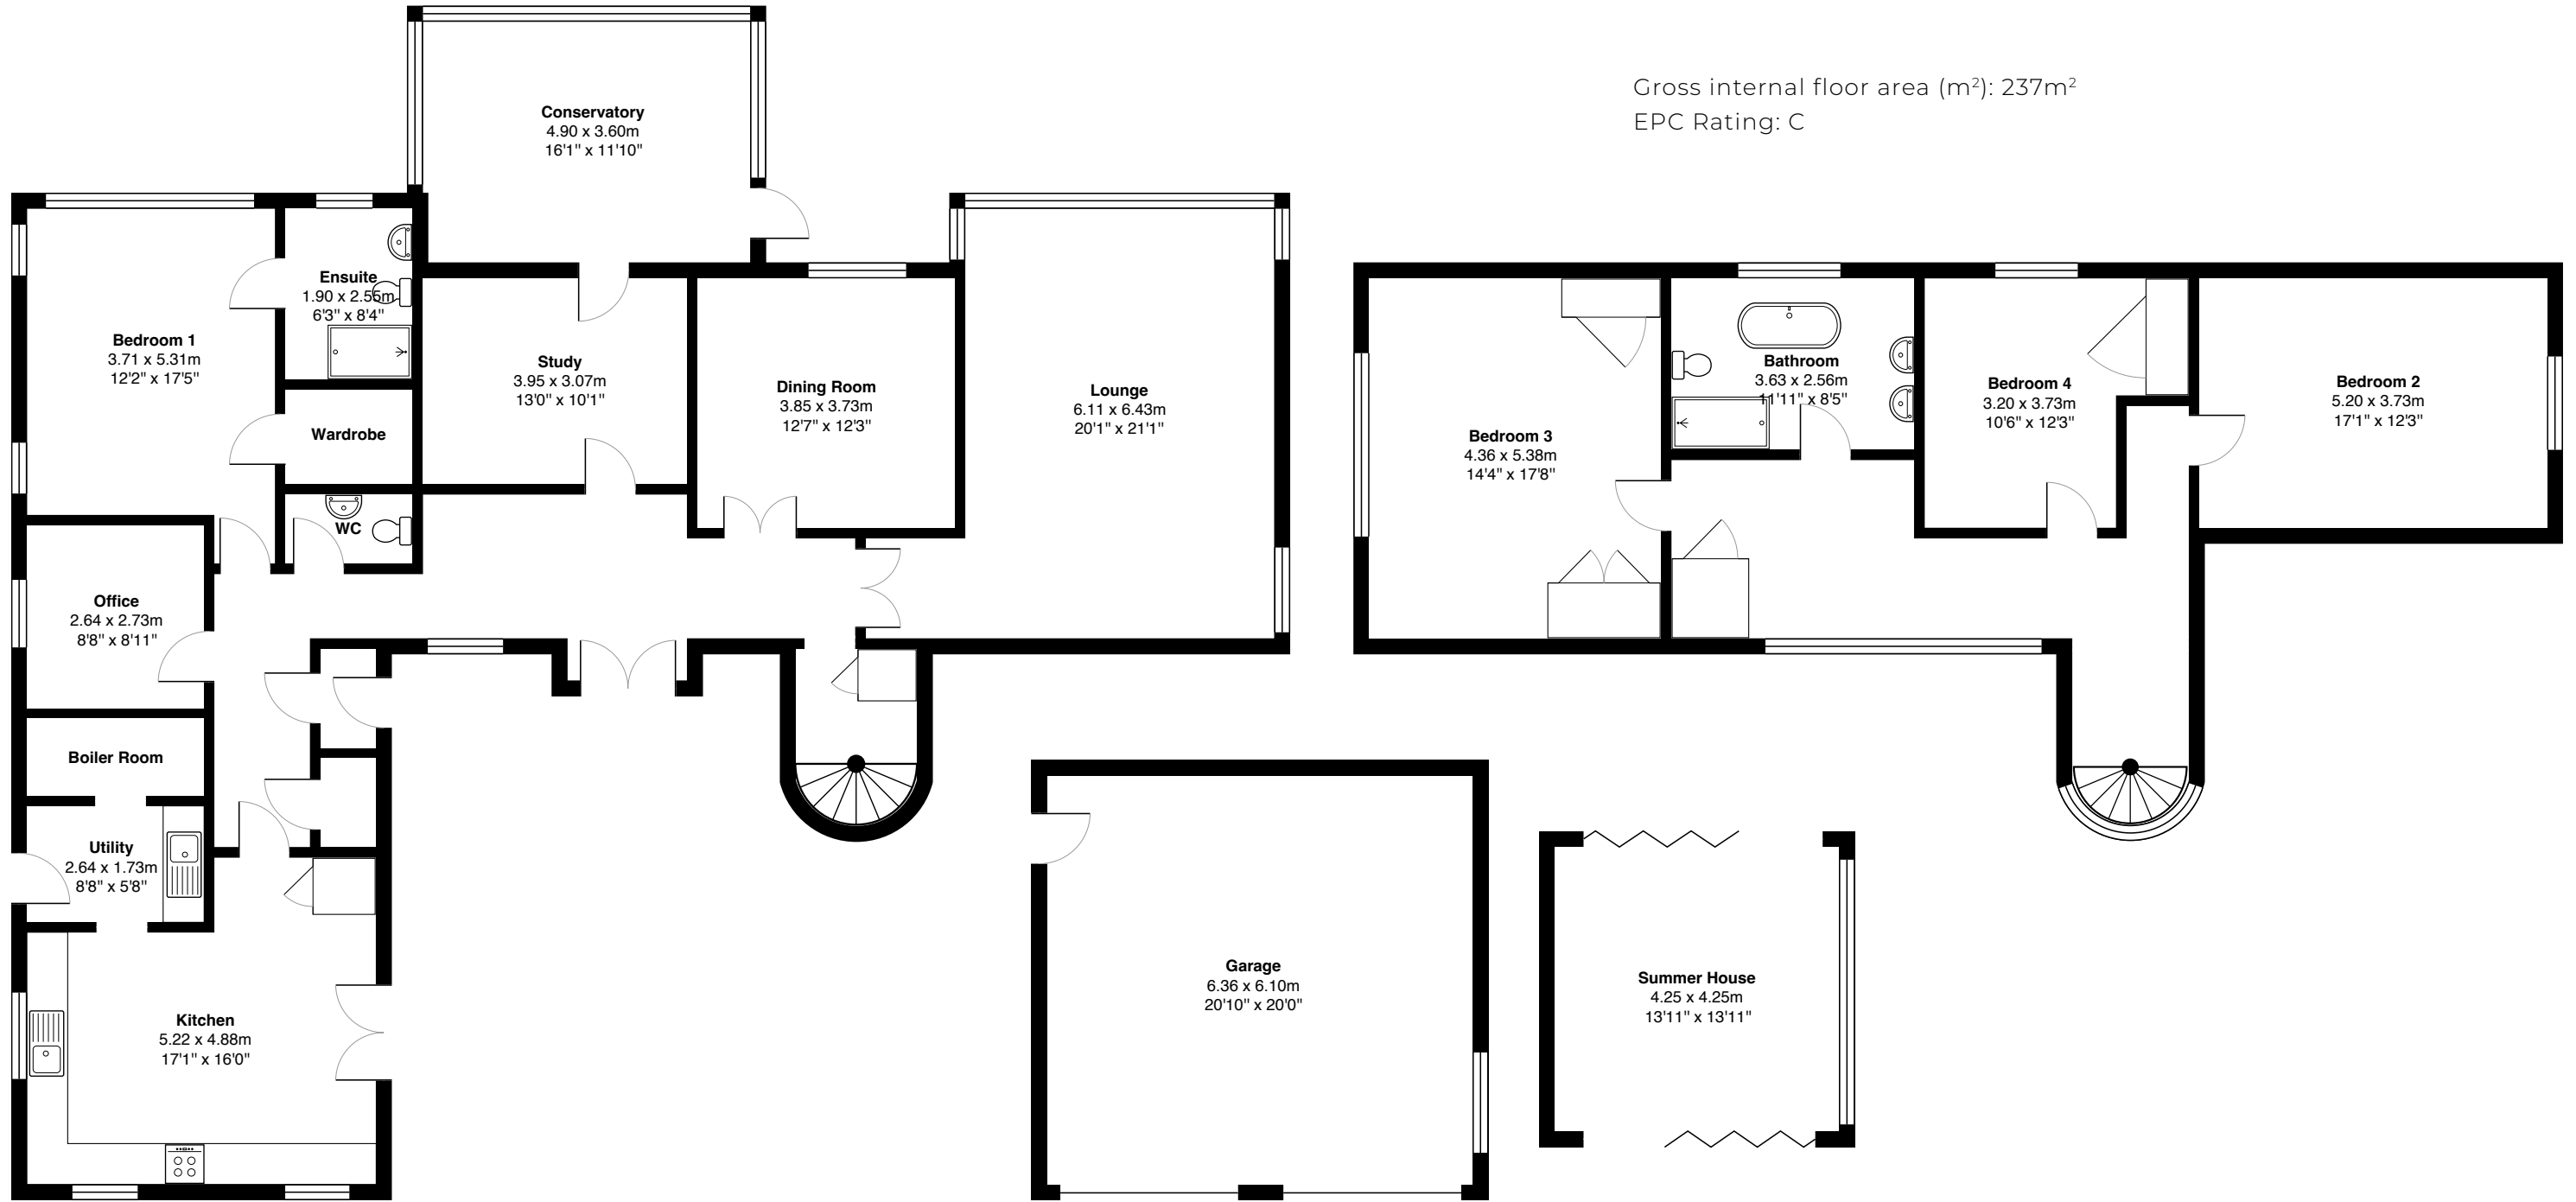 Gross internal floor area (m²): 237m²
EPC Rating: C
Conservatory
4.90 x 3.60m
16'1" x 11'10"
Ensuite
1.90 x 2.55m
6'3" x 8'4"
Bedroom 1
3.71 x 5.31m
12'2" x 17'5"
Study
3.95 x 3.07m
13'0" x 10'1"
Dining Room
3.85 x 3.73m
12'7" x 12'3"
Lounge
6.11 x 6.43m
20'1" x 21'1"
Wardrobe
WC
Office
2.64 x 2.73m
8'8" x 8'11"
Boiler Room
Utility
2.64 x 1.73m
8'8" x 5'8"
Kitchen
5.22 x 4.88m
17'1" x 16'0"
Bedroom 3
4.36 x 5.38m
14'4" x 17'8"
Bathroom
3.63 x 2.56m
11'11" x 8'5"
Bedroom 4
3.20 x 3.73m
10'6" x 12'3"
Bedroom 2
5.20 x 3.73m
17'1" x 12'3"
Garage
6.36 x 6.10m
20'10" x 20'0"
Summer House
4.25 x 4.25m
13'11" x 13'11"